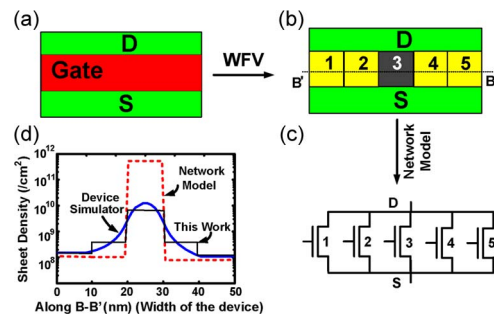 (a)
D
Gate
S
WFV
(b)
D
1 2 3 4 5
B' B
S
Network
Model
(c)
D
1 2 3 4 5
S
(d)
Sheet Density (/cm²)
10¹²
10¹¹
10¹⁰
10⁹
10⁸
Network
Model
Device
Simulator
This Work
0 10 20 30 40 50
Along B-B' (nm) (Width of the device)